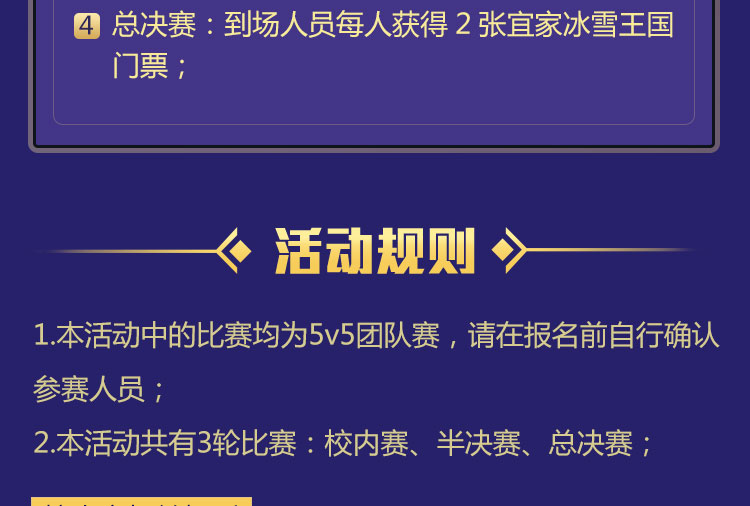 4 总决赛：到场人员每人获得 2 张宜家冰雪王国
门票；
活动规则
1.本活动中的比赛均为5v5团队赛，请在报名前自行确认
参赛人员；
2.本活动共有3轮比赛：校内赛、半决赛、总决赛；